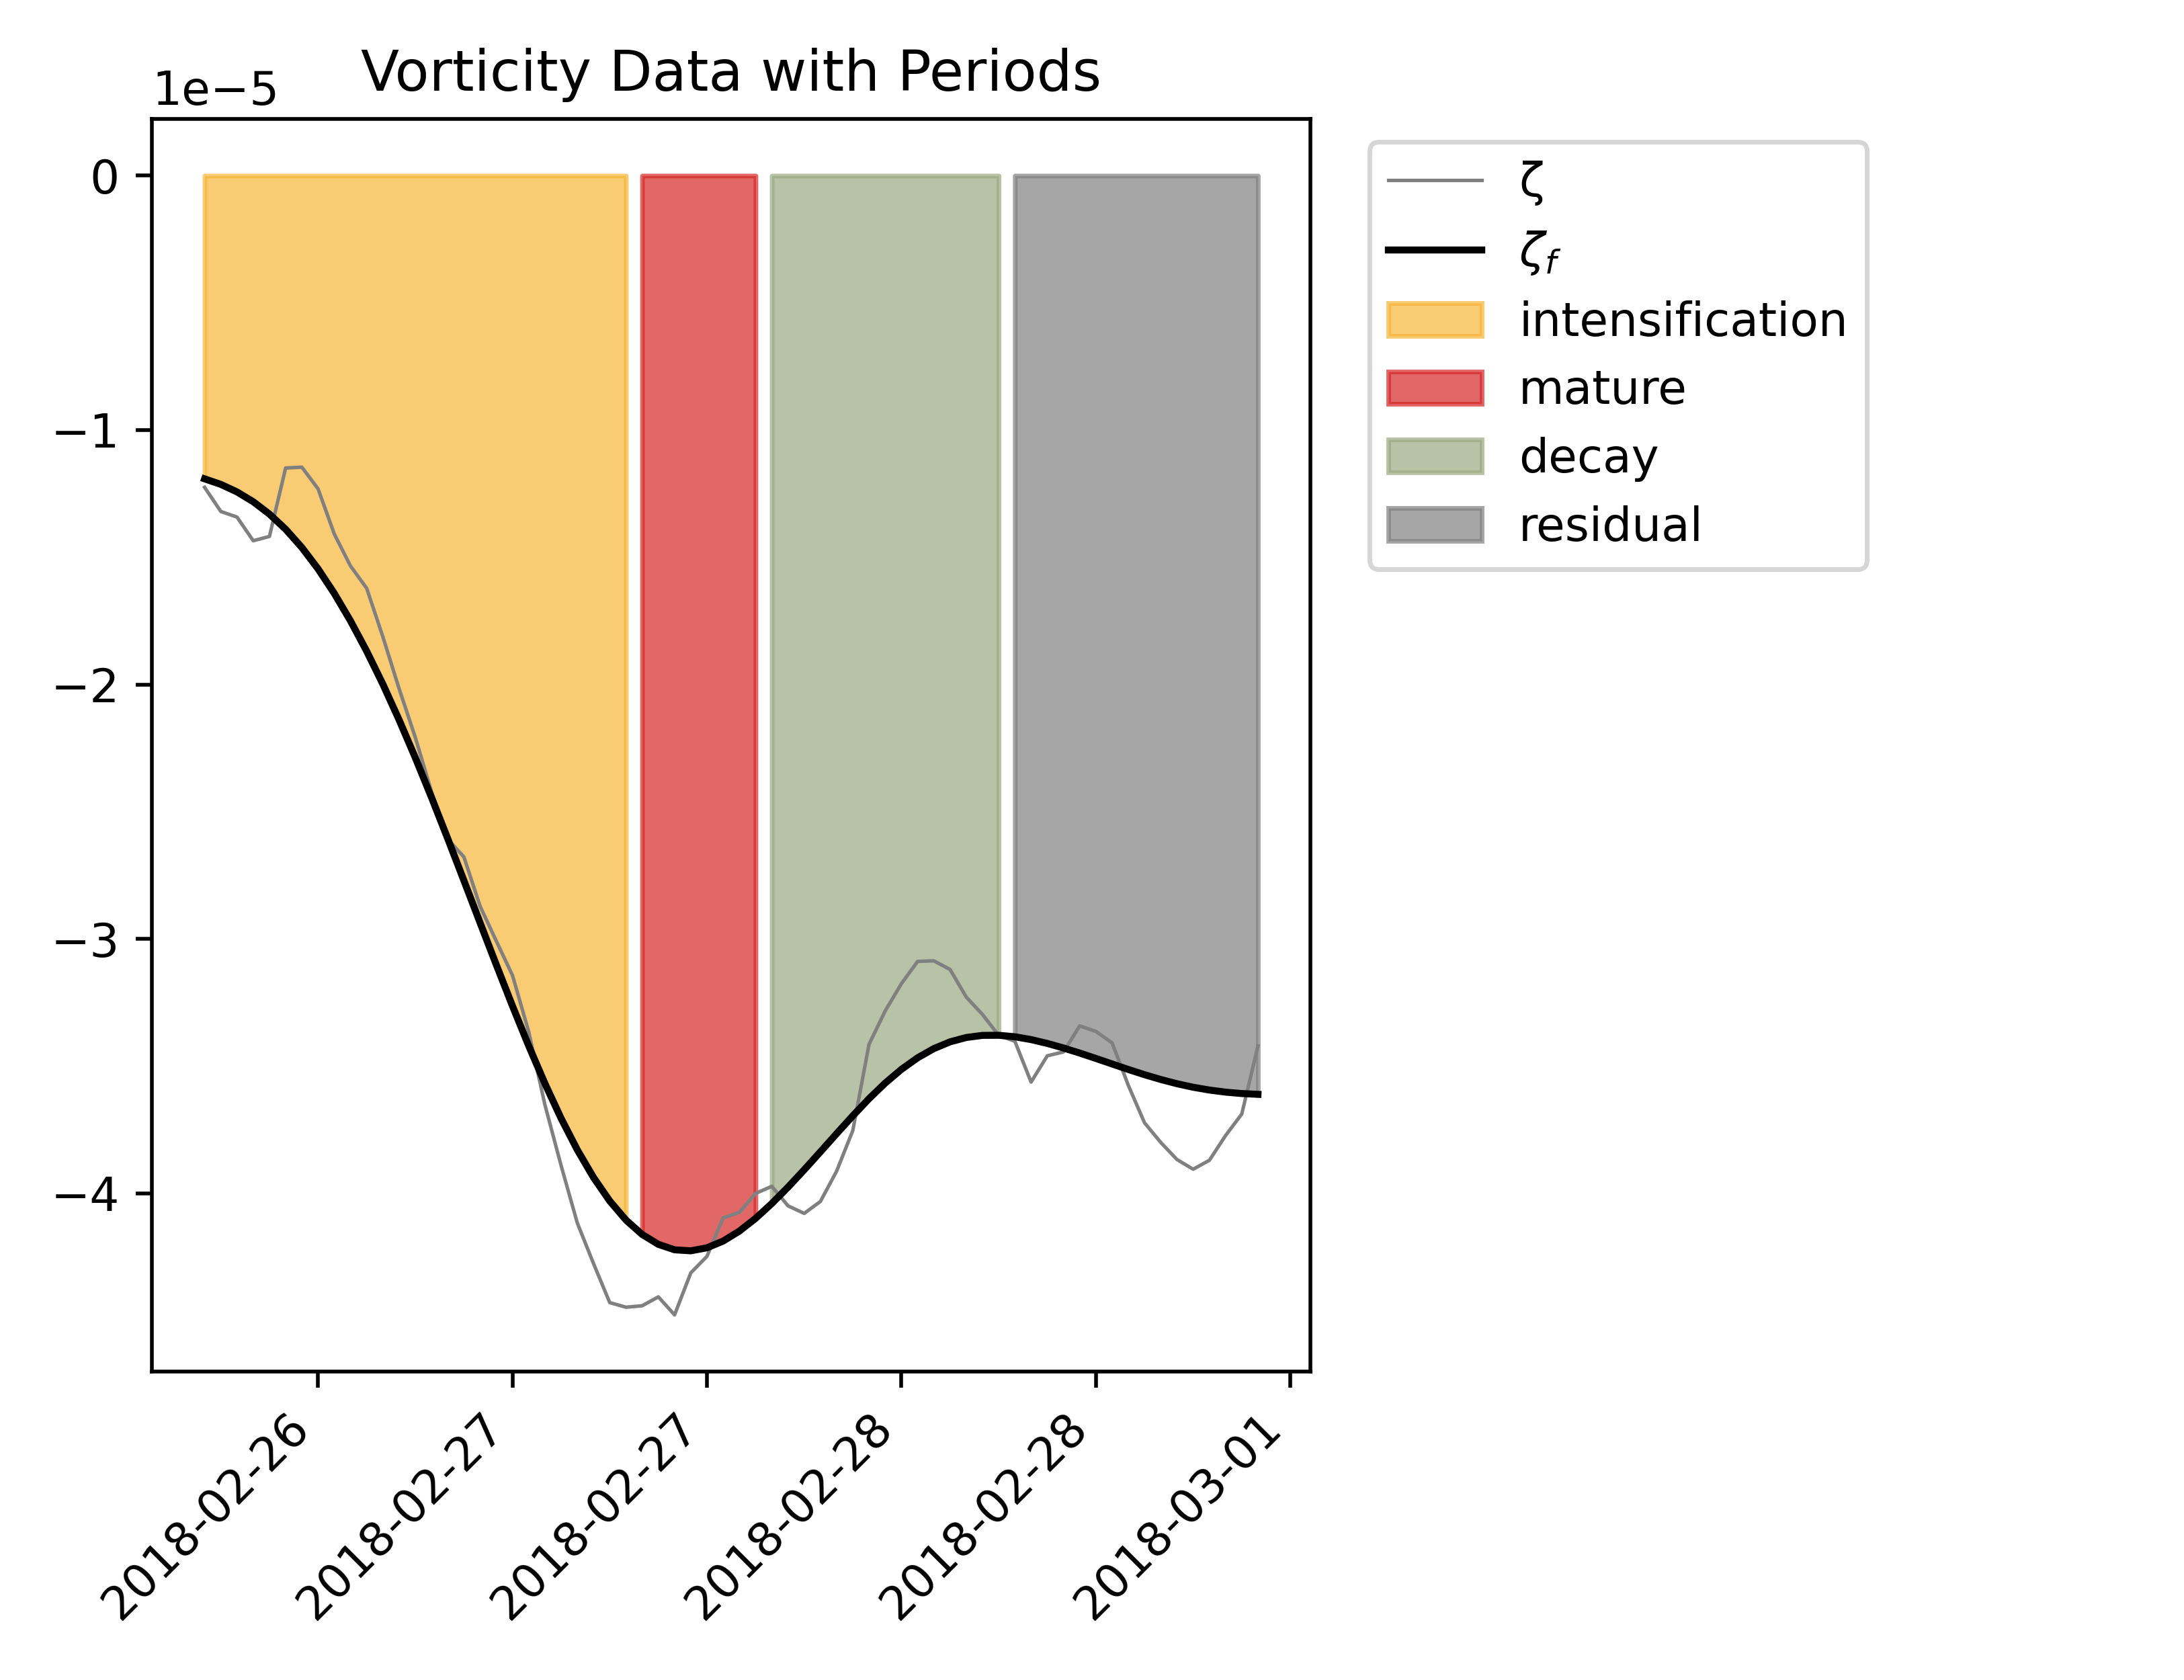 Vorticity Data with Periods
1e−5
0
−1
−2
−3
−4
2018-02-26
2018-02-27
2018-02-27
2018-02-28
2018-02-28
2018-03-01
ζ
ζf
intensification
mature
decay
residual